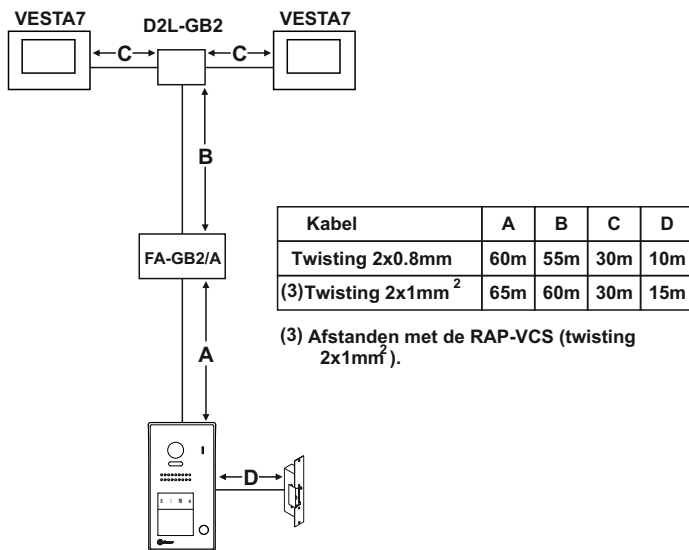 VESTA7 D2L-GB2 VESTA7
C C
B
FA-GB2/A
A
D
Kabel A B C D
Twisting 2x0.8mm 60m 55m 30m 10m
(3)Twisting 2x1mm² 65m 60m 30m 15m
(3) Afstanden met de RAP-VCS (twisting
2x1mm²).